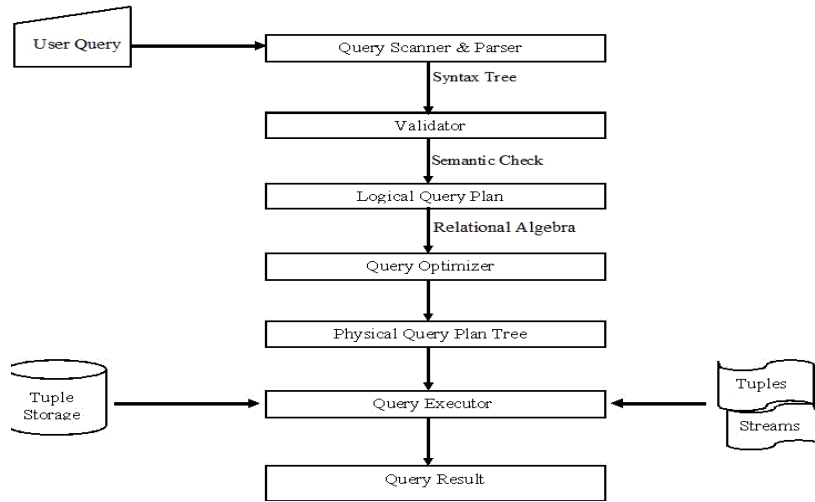 User Query
Query Scanner & Parser
Syntax Tree
Validator
Semantic Check
Logical Query Plan
Relational Algebra
Query Optimizer
Physical Query Plan Tree
Tuple
Storage
Query Executor
Tuples
Streams
Query Result